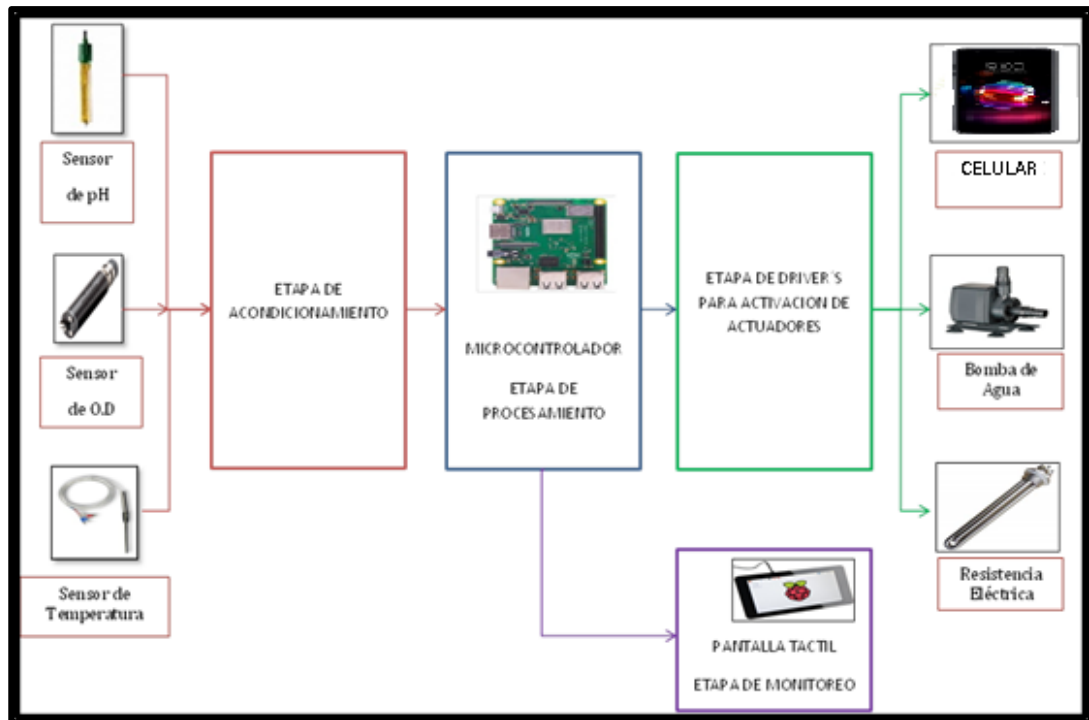 Sensor
de pH
Sensor
de O.D
Sensor de
Temperatura
ETAPA DE
ACONDICIONAMIENTO
MICROCONTROLADOR
ETAPA DE
PROCESAMIENTO
ETAPA DE DRIVER´S
PARA ACTIVACION DE
ACTUADORES
PANTALLA TACTIL
ETAPA DE MONITOREO
CELULAR
Bomba de
Agua
Resistencia
Eléctrica